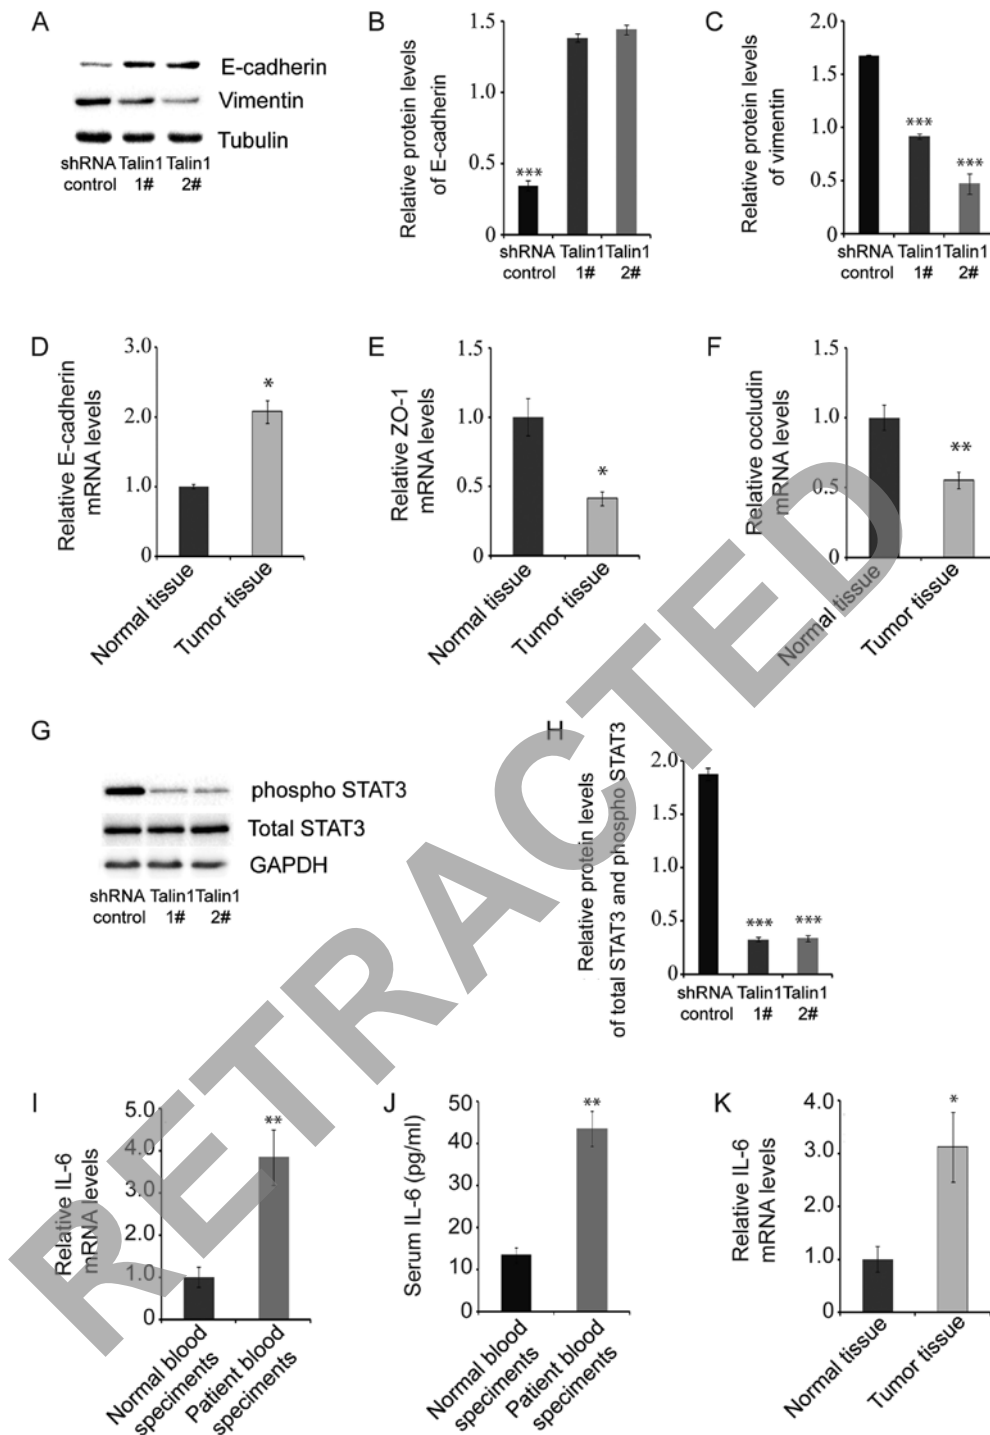 A
E-cadherin
Vimentin
Tubulin
shRNA Talin1 Talin1
control 1# 2#
B
Relative protein levels
of E-cadherin
1.5
1.0
0.5
0
***
shRNA Talin1 Talin1
control 1# 2#
C
Relative protein levels
of vimentin
2.0
1.5
1.0
0.5
0
***
***
shRNA Talin1 Talin1
control 1# 2#
D
Relative E-cadherin
mRNA levels
3.0
2.0
1.0
0
*
Normal tissue
Tumor tissue
E
Relative ZO-1
mRNA levels
1.5
1.0
0.5
0
*
Normal tissue
Tumor tissue
F
Relative occludin
mRNA levels
1.5
1.0
0.5
0
**
Normal tissue
Tumor tissue
G
phospho STAT3
Total STAT3
GAPDH
shRNA Talin1 Talin1
control 1# 2#
H
Relative protein levels
of total STAT3 and phospho STAT3
2.0
1.5
1.0
0.5
0
***
***
shRNA Talin1 Talin1
control 1# 2#
I
Relative IL-6
mRNA levels
5.0
4.0
3.0
2.0
1.0
0
**
Normal blood
speciments
Patient blood
speciments
J
Serum IL-6 (pg/ml)
50
40
30
20
10
0
**
Normal blood
speciments
Patient blood
speciments
K
Relative IL-6
mRNA levels
4.0
3.0
2.0
1.0
0
*
Normal tissue
Tumor tissue
RETRACTED